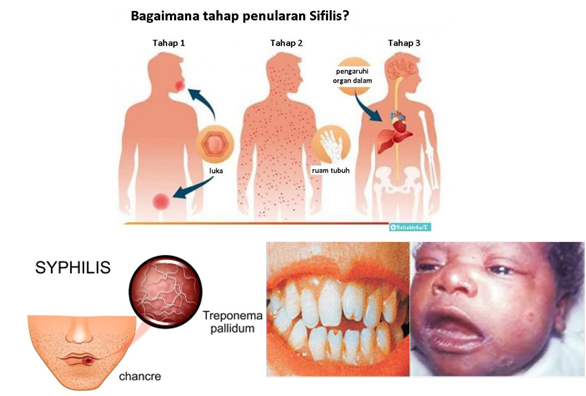 Bagaimana tahap penularan Sifilis?
Tahap 1
Tahap 2
Tahap 3
pengaruhi
organ dalam
luka
ruam tubuh
SYPHILIS
Treponema
pallidum
chancre